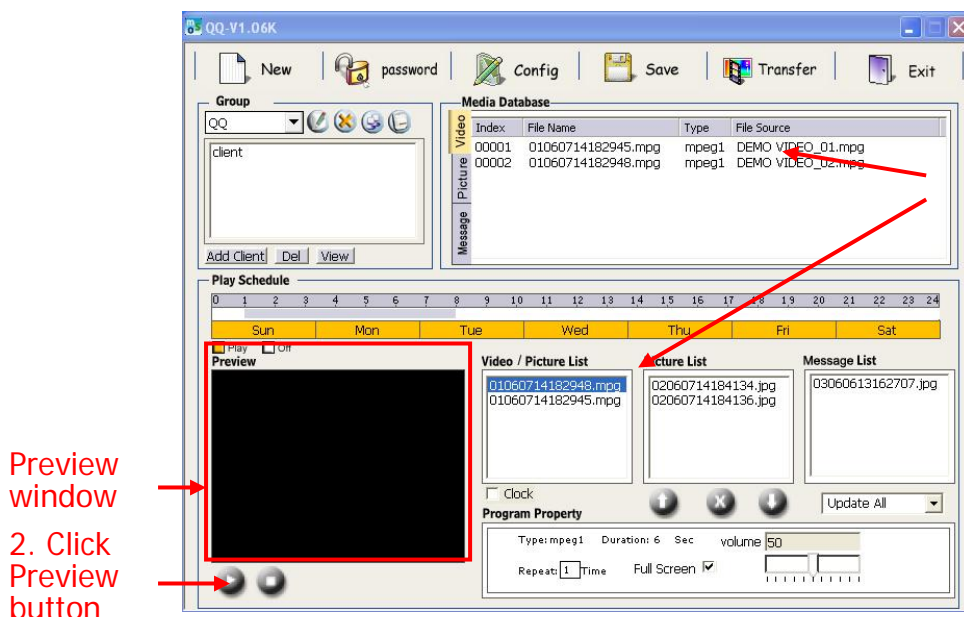 QQ-V1.06K
New password Config Save Transfer Exit
Group
QQ
client
Add Client Del View
Media Database
Video
Picture
Message
Index File Name Type File Source
00001 01060714182945.mpg mpeg1 DEMO VIDEO_01.mpg
00002 01060714182948.mpg mpeg1 DEMO VIDEO_02.mpg
Play Schedule
0 1 2 3 4 5 6 7 8 9 10 11 12 13 14 15 16 17 18 19 20 21 22 23 24
Sun Mon Tue Wed Thu Fri Sat
Play Off
Preview
Video / Picture List
01060714182948.mpg
01060714182945.mpg
Picture List
02060714184134.jpg
02060714184136.jpg
Message List
03060613162707.jpg
Clock
Update All
Program Property
Type: mpeg1 Duration: 6 Sec volume 50
Repeat: 1 Time Full Screen
Preview
window
2. Click
Preview
button